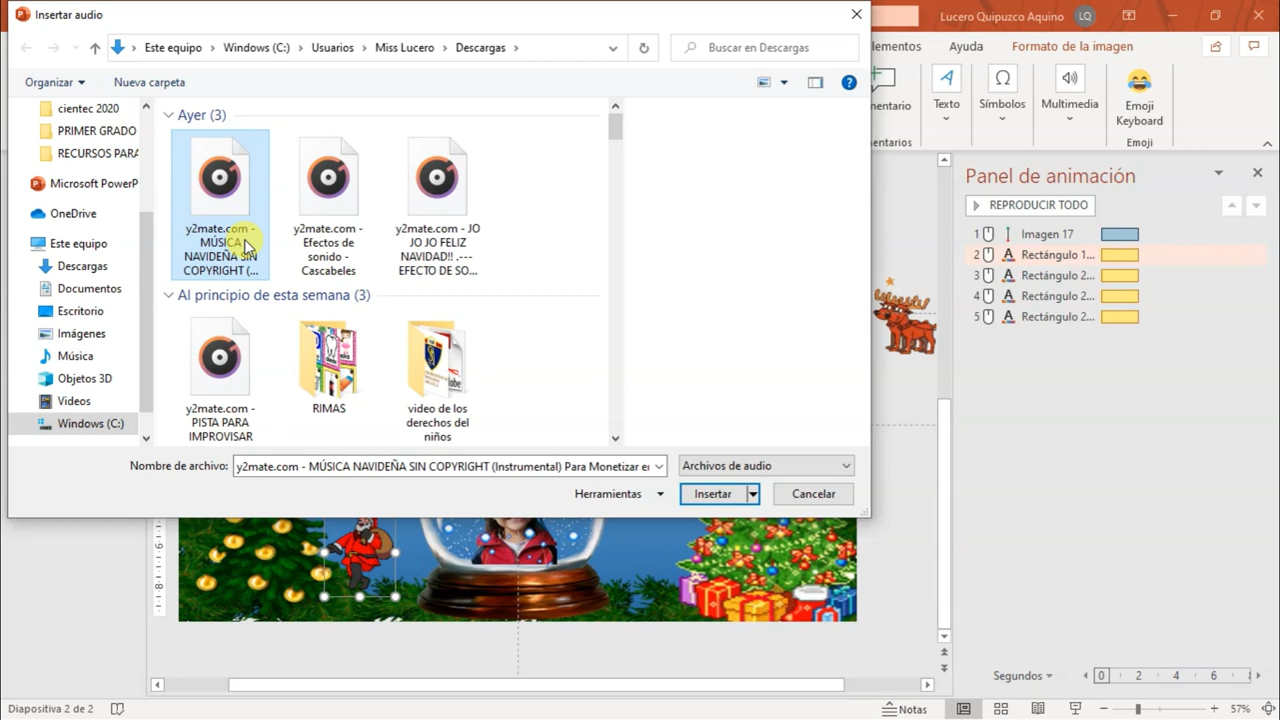 Insertar audio
Lucero Quipuzco Aquino LQ
Este equipo Windows (C:) Usuarios Miss Lucero Descargas
Buscar en Descargas
Organizar Nueva carpeta
lementos Ayuda Formato de la imagen
entario Texto Símbolos Multimedia Emoji Keyboard
entarios Emoji
cientec 2020
PRIMER GRADO
RECURSOS PARA
Microsoft PowerP
OneDrive
Este equipo
Descargas
Documentos
Escritorio
Imágenes
Música
Objetos 3D
Videos
Windows (C:)
Ayer (3)
y2mate.com -
MÚSICA
NAVIDEÑA SIN
COPYRIGHT (...
y2mate.com -
Efectos de
sonido -
Cascabeles
y2mate.com - JO
JO JO JO FELIZ
NAVIDAD!! ,---
EFECTO DE SO...
Al principio de esta semana (3)
y2mate.com -
PISTA PARA
IMPROVISAR
RIMAS
video de los
derechos del
niños
Nombre de archivo: y2mate.com - MÚSICA NAVIDEÑA SIN COPYRIGHT (Instrumental) Para Monetizar e
Archivos de audio
Herramientas Insertar Cancelar
Panel de animación
REPRODUCIR TODO
1 Imagen 17
2 Rectángulo 1...
3 Rectángulo 2...
4 Rectángulo 2...
5 Rectángulo 2...
6
8
Segundos 0 2 4 6
Diapositiva 2 de 2
Notas
57%